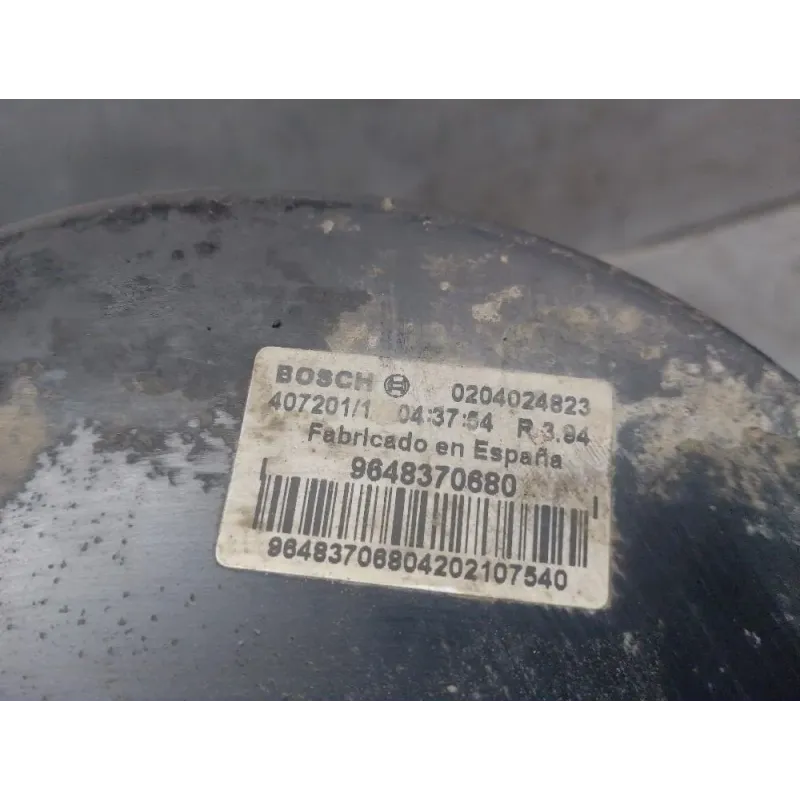 BOSCH 0204024823
407201/1 04:37:54 R 3.94
Fabricado en España
9648370680
96483706804202107540